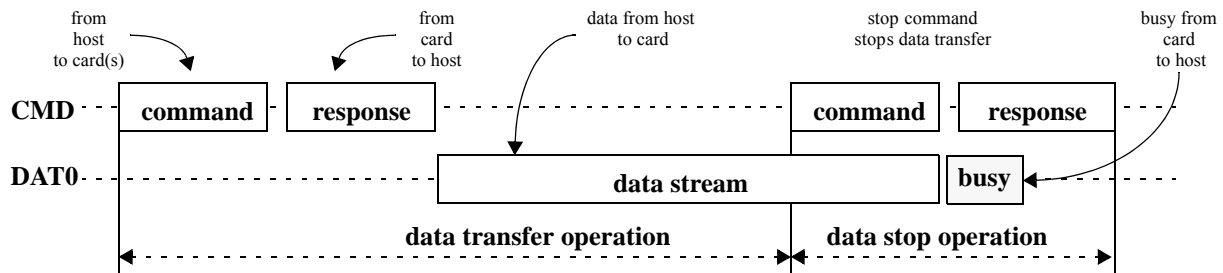 from
host
to card(s)
from
card
to host
data from host
to card
stop command
stops data transfer
busy from
card
to host
CMD
command
response
command
response
DAT0
data stream
busy
data transfer operation
data stop operation